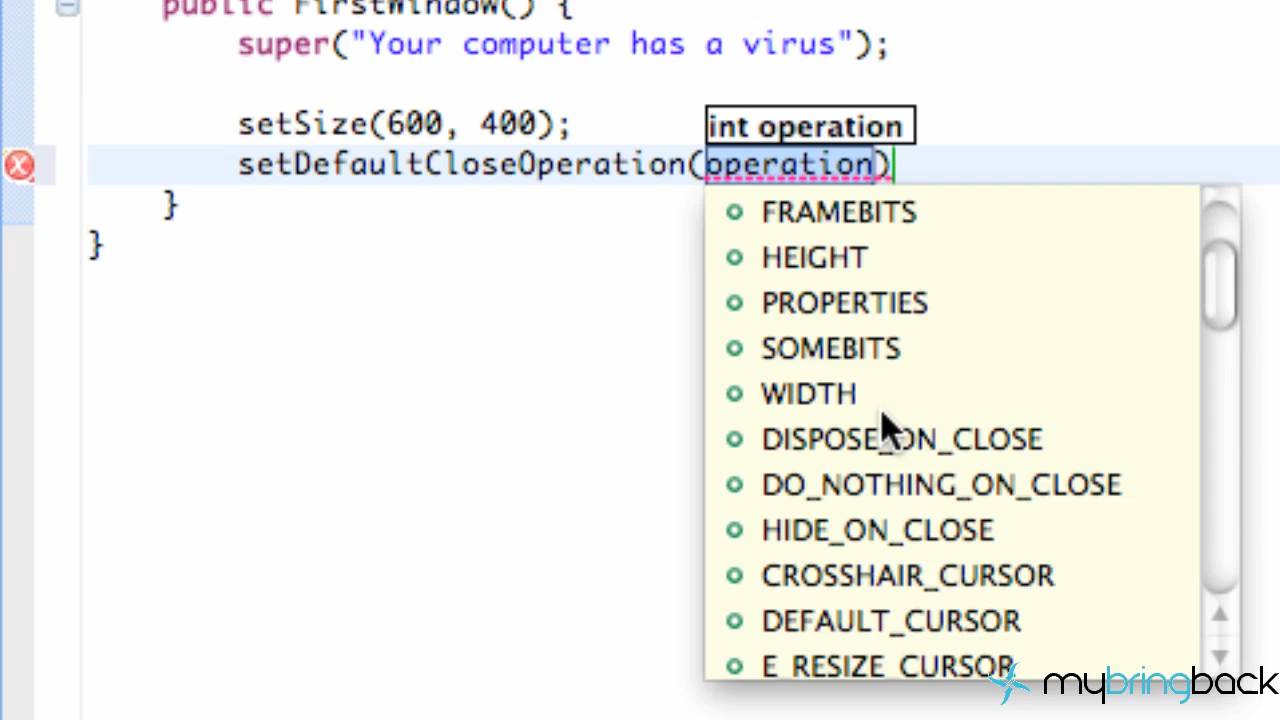 public FirstWindow() {
super("Your computer has a virus");
setSize(600, 400);
int operation
setDefaultCloseOperation(operation)
}
}
FRAMEBITS
HEIGHT
PROPERTIES
SOMEBITS
WIDTH
DISPOSE_ON_CLOSE
DO_NOTHING_ON_CLOSE
HIDE_ON_CLOSE
CROSSHAIR_CURSOR
DEFAULT_CURSOR
E_RESIZE_CURSOR
mybringback